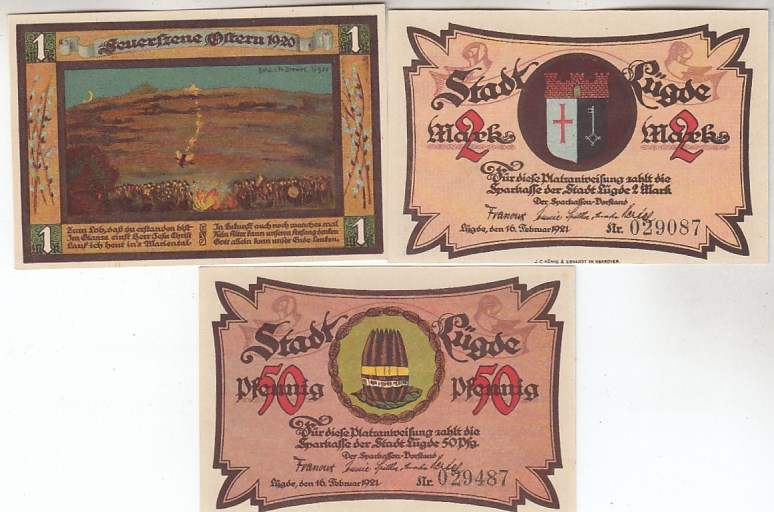 1
Feuerszene Ostern 1920
1
Zum Lob, daß du erstanden bist
Im Glanze einst Herr Jesu Christ
Lauf ich heut in's Mariental.
In Zukunft auch noch manches mal
Kein Alter kann unsern Anfang denken
Gott allein kann unser Ende lenken.
1
1
Stadt Lügde
Mark 2
Mark 2
Für diese Platzanweisung zahlt die
Sparkasse der Stadt Lügde 2 Mark
Der Sparkassen-Vorstand
Lügde, den 16. Februar 1921
Nr. 029087
J. C. KÖNIG & EBHARDT IN HANNOVER.
Stadt Lügde
Pfennig 50
Pfennig 50
Für diese Platzanweisung zahlt die
Sparkasse der Stadt Lügde 50 Pfg.
Der Sparkassen-Vorstand
Lügde, den 16. Februar 1921
Nr. 029487